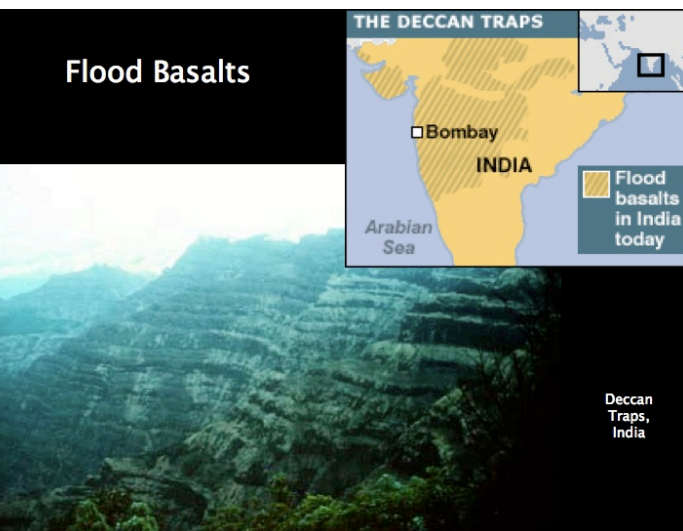 Flood Basalts
THE DECCAN TRAPS
Bombay
INDIA
Arabian
Sea
Flood
basalts
in India
today
Deccan
Traps,
India